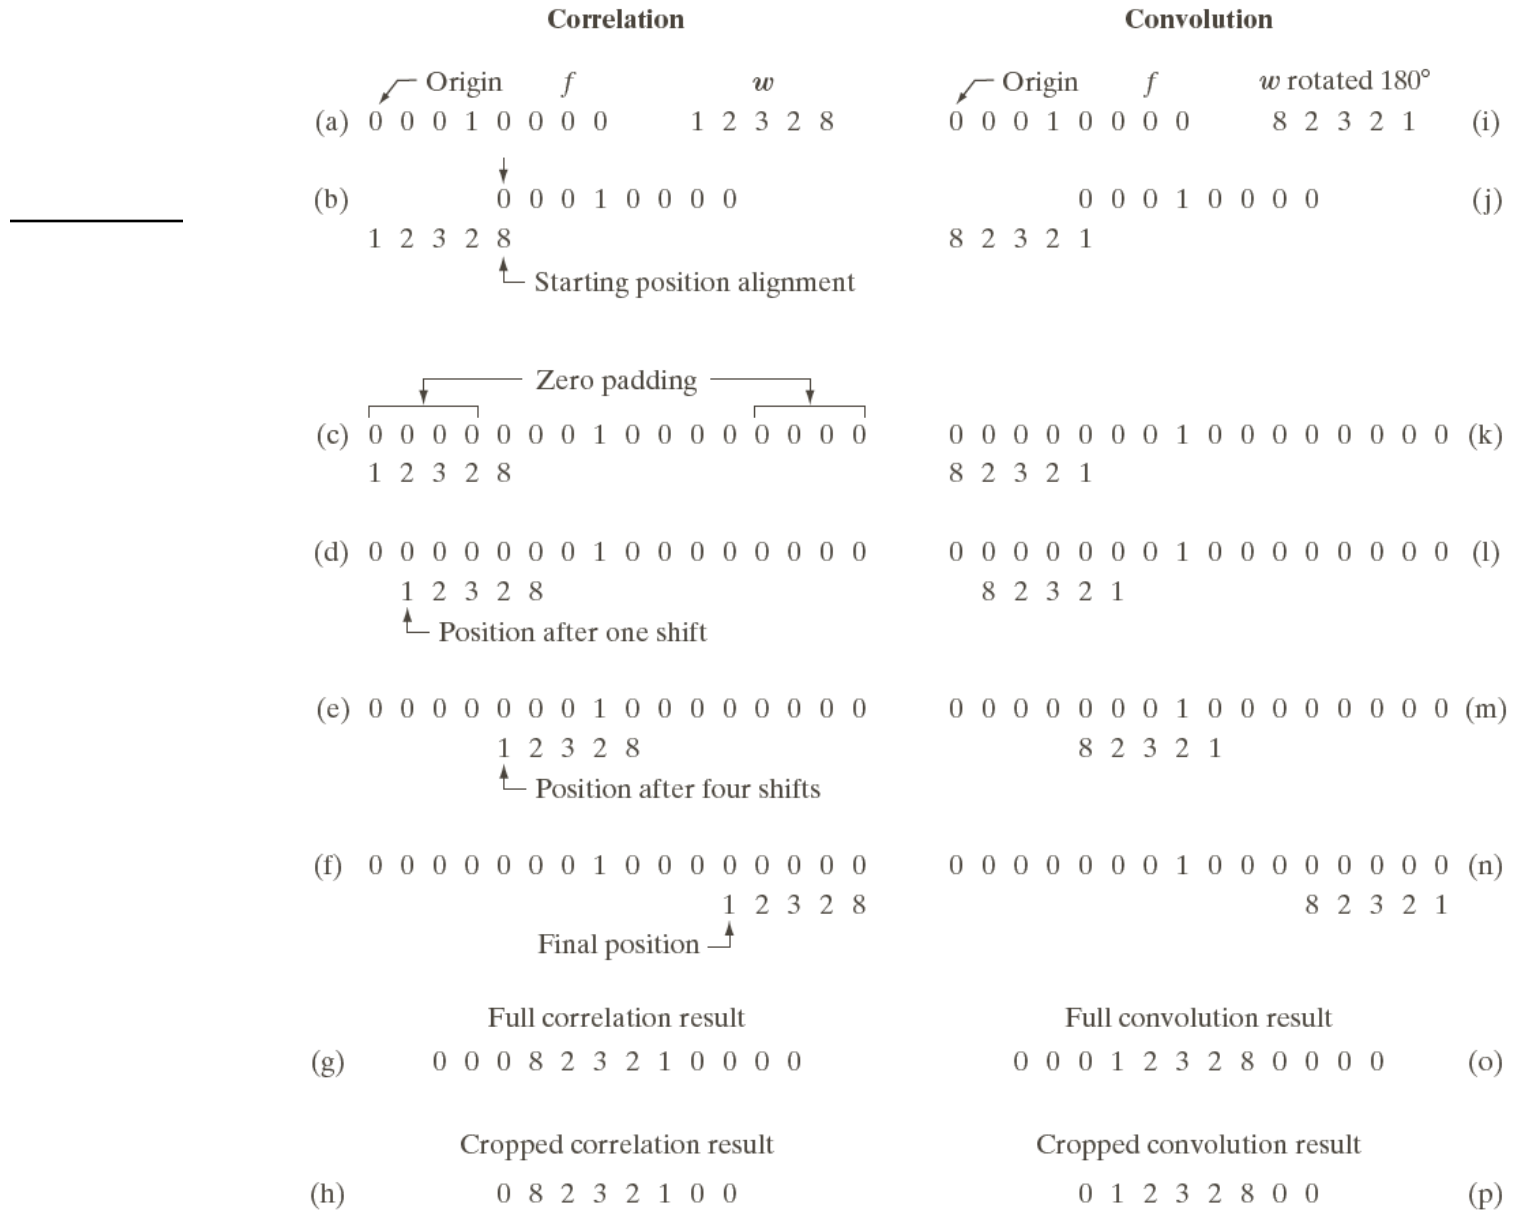 Correlation Convolution
Origin f w Origin f w rotated 180°
(a) 0 0 0 1 0 0 0 0 1 2 3 2 8 0 0 0 1 0 0 0 0 8 2 3 2 1 (i)
(b) 0 0 0 1 0 0 0 0 0 0 0 1 0 0 0 0 (j)
1 2 3 2 8 8 2 3 2 1
Starting position alignment
Zero padding
(c) 0 0 0 0 0 0 0 1 0 0 0 0 0 0 0 0 0 0 0 0 0 0 0 1 0 0 0 0 0 0 0 0 (k)
1 2 3 2 8 8 2 3 2 1
(d) 0 0 0 0 0 0 0 1 0 0 0 0 0 0 0 0 0 0 0 0 0 0 0 1 0 0 0 0 0 0 0 0 (l)
1 2 3 2 8 8 2 3 2 1
Position after one shift
(e) 0 0 0 0 0 0 0 1 0 0 0 0 0 0 0 0 0 0 0 0 0 0 0 1 0 0 0 0 0 0 0 0 (m)
1 2 3 2 8 8 2 3 2 1
Position after four shifts
(f) 0 0 0 0 0 0 0 1 0 0 0 0 0 0 0 0 0 0 0 0 0 0 0 1 0 0 0 0 0 0 0 0 (n)
1 2 3 2 8 8 2 3 2 1
Final position
Full correlation result Full convolution result
(g) 0 0 0 8 2 3 2 1 0 0 0 0 0 0 0 1 2 3 2 8 0 0 0 0 (o)
Cropped correlation result Cropped convolution result
(h) 0 8 2 3 2 1 0 0 0 1 2 3 2 8 0 0 (p)